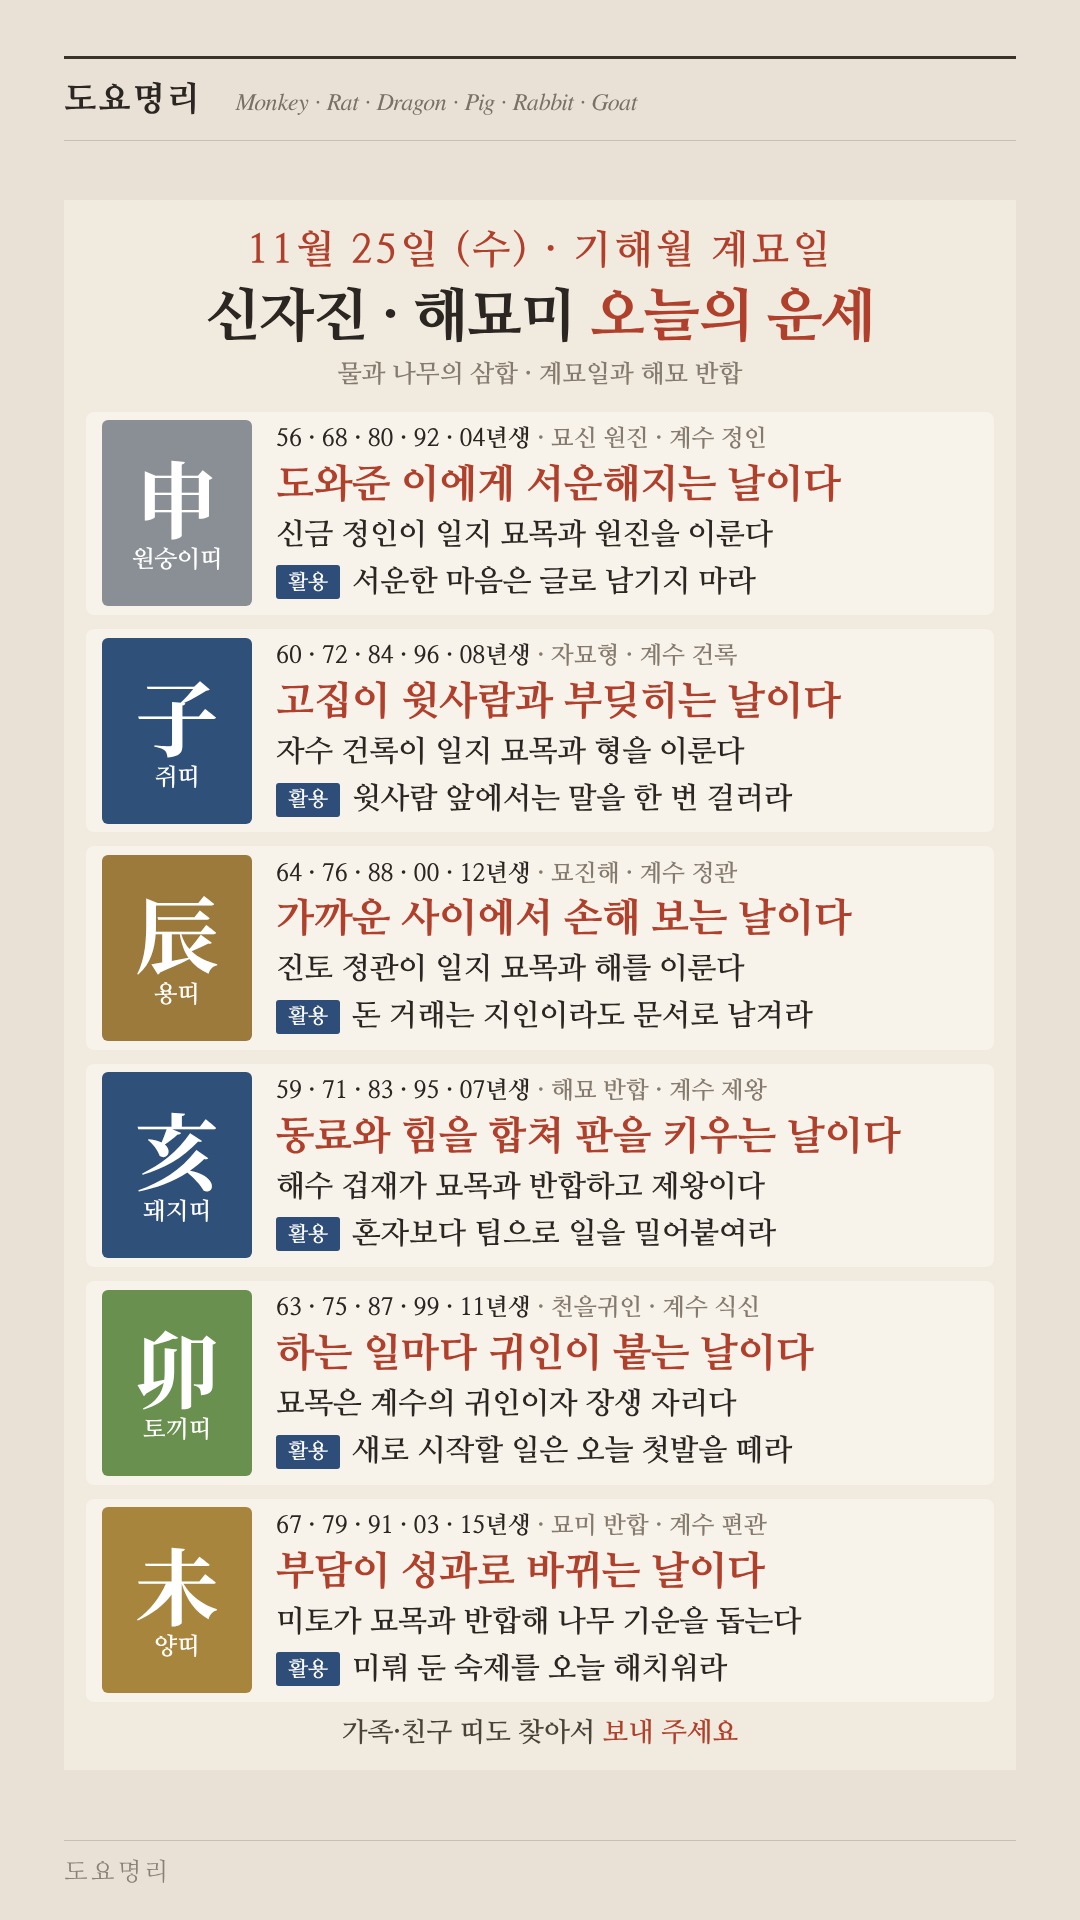 도요명리 Monkey · Rat · Dragon · Pig · Rabbit · Goat
11월 25일 (수) · 기해월 계묘일
신자진 · 해묘미 오늘의 운세
물과 나무의 삼합 · 계묘일과 해묘 반합
申
원숭이띠
56 · 68 · 80 · 92 · 04년생 · 묘신 원진 · 계수 정인
도와준 이에게 서운해지는 날이다
신금 정인이 일지 묘목과 원진을 이룬다
활용 서운한 마음은 글로 남기지 마라
子
쥐띠
60 · 72 · 84 · 96 · 08년생 · 자묘형 · 계수 건록
고집이 윗사람과 부딪히는 날이다
자수 건록이 일지 묘목과 형을 이룬다
활용 윗사람 앞에서는 말을 한 번 걸러라
辰
용띠
64 · 76 · 88 · 00 · 12년생 · 묘진해 · 계수 정관
가까운 사이에서 손해 보는 날이다
진토 정관이 일지 묘목과 해를 이룬다
활용 돈 거래는 지인이라도 문서로 남겨라
亥
돼지띠
59 · 71 · 83 · 95 · 07년생 · 해묘 반합 · 계수 제왕
동료와 힘을 합쳐 판을 키우는 날이다
해수 겁재가 묘목과 반합하고 제왕이다
활용 혼자보다 팀으로 일을 밀어붙여라
卯
토끼띠
63 · 75 · 87 · 99 · 11년생 · 천을귀인 · 계수 식신
하는 일마다 귀인이 붙는 날이다
묘목은 계수의 귀인이자 장생 자리다
활용 새로 시작할 일은 오늘 첫발을 떼라
未
양띠
67 · 79 · 91 · 03 · 15년생 · 묘미 반합 · 계수 편관
부담이 성과로 바뀌는 날이다
미토가 묘목과 반합해 나무 기운을 돕는다
활용 미뤄 둔 숙제를 오늘 해치워라
가족·친구 띠도 찾아서 보내 주세요
도요명리